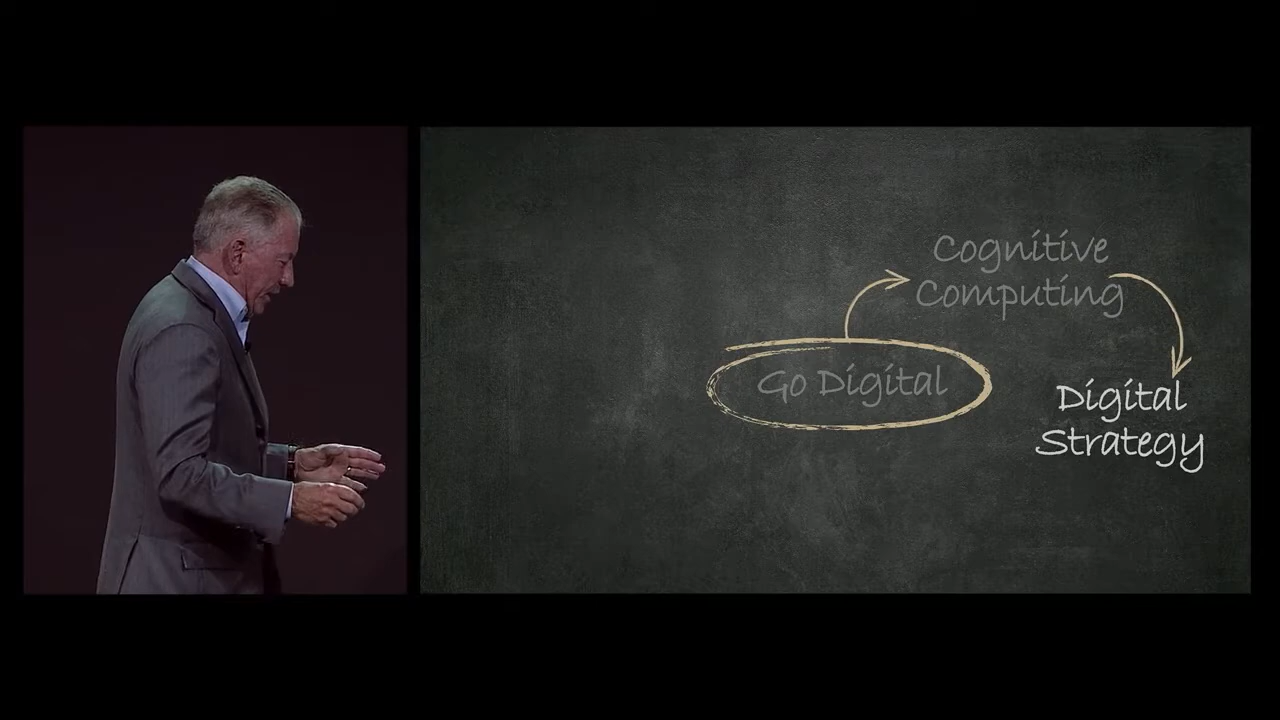 Cognitive
Computing
Go Digital
Digital
Strategy